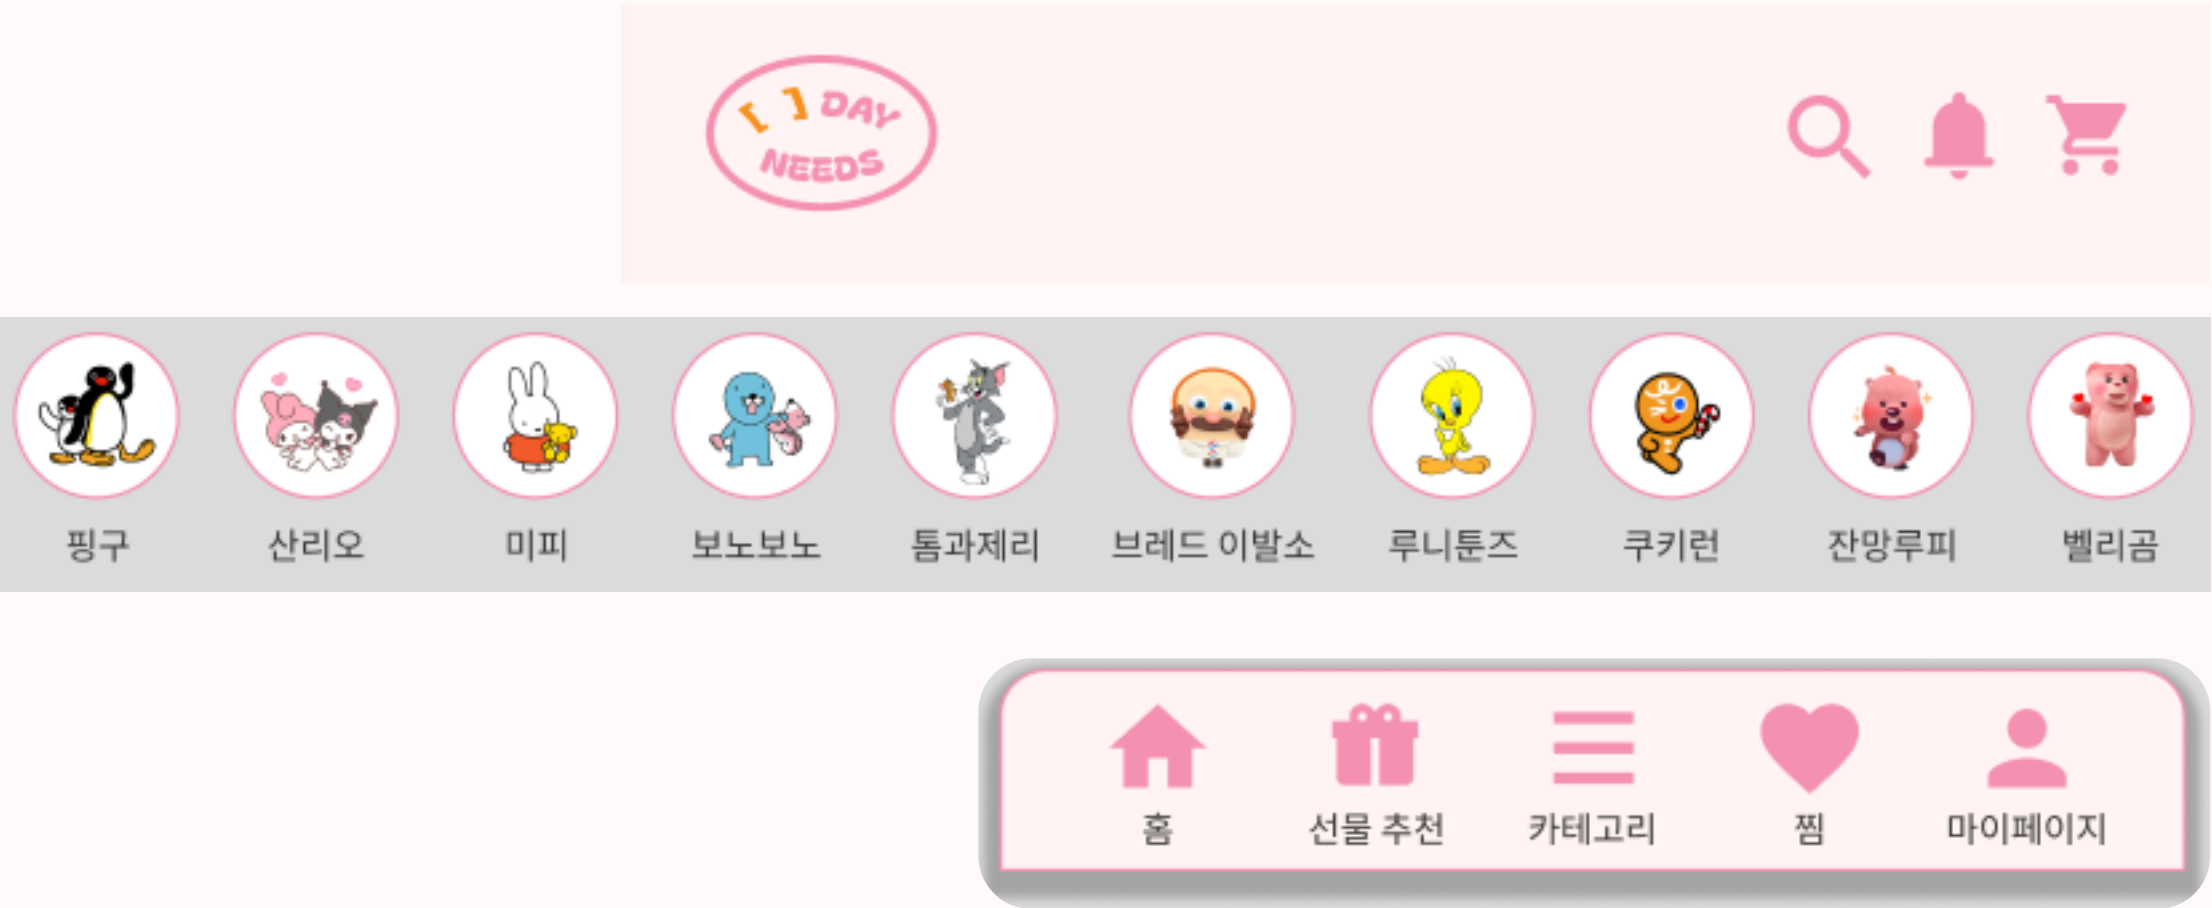 [ ] DAY
NEEDS
핑구 산리오 미피 보노보노 톰과제리 브레드 이발소 루니툰즈 쿠키런 잔망루피 벨리곰
홈 선물 추천 카테고리 찜 마이페이지